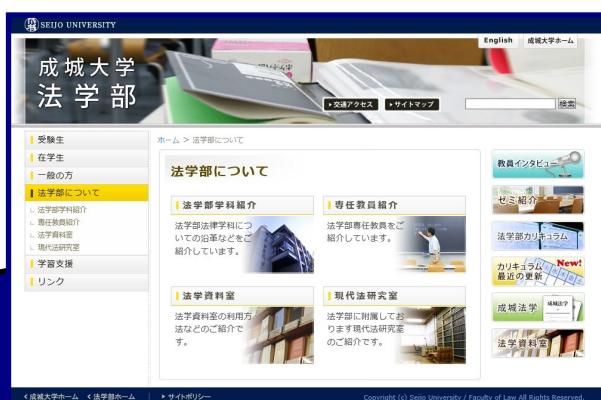 SEIJO UNIVERSITY
English 成城大学ホーム
成城大学
法学部
交通アクセス サイトマップ 検索
受験生
在学生
一般の方
法学部について
法学部学科紹介
専任教員紹介
法学資料室
現代法研究室
学習支援
リンク
ホーム > 法学部について
法学部について
法学部学科紹介
法学部法律学科につ
いての沿革などをご
紹介しています。
専任教員紹介
法学部専任教員をご
紹介しています。
法学資料室
法学資料室の利用方
法などのご紹介で
す。
現代法研究室
法学部に附属してお
ります現代法研究室
のご紹介です。
教員インタビュー
ゼミ紹介
法学部カリキュラム
カリキュラム New!
最近の更新
成城法学 成城法学
法学資料室
<成城大学ホーム <法学部ホーム サイトポリシー
Copyright (c) Seijo University / Faculty of Law All Rights Reserved.